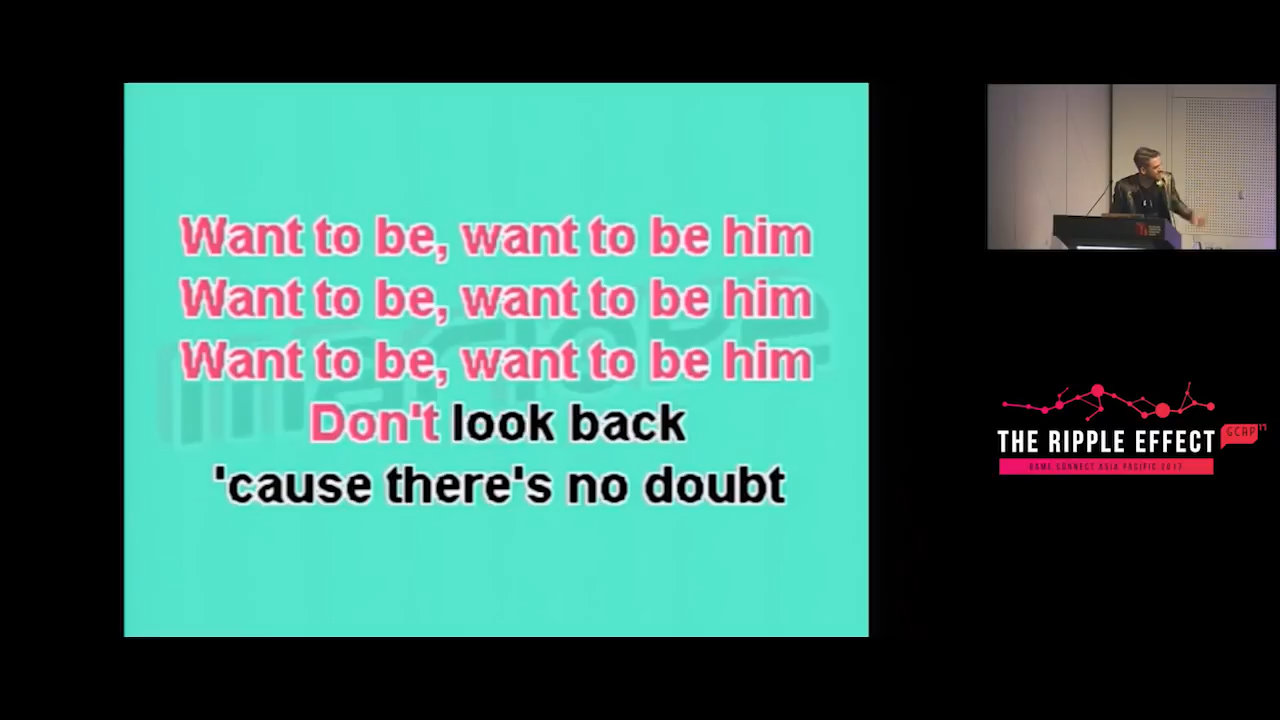 Want to be, want to be him
Want to be, want to be him
Want to be, want to be him
Don't look back
'cause there's no doubt
THE RIPPLE EFFECT
GCAP 17
GAME CONNECT ASIA PACIFIC 2017